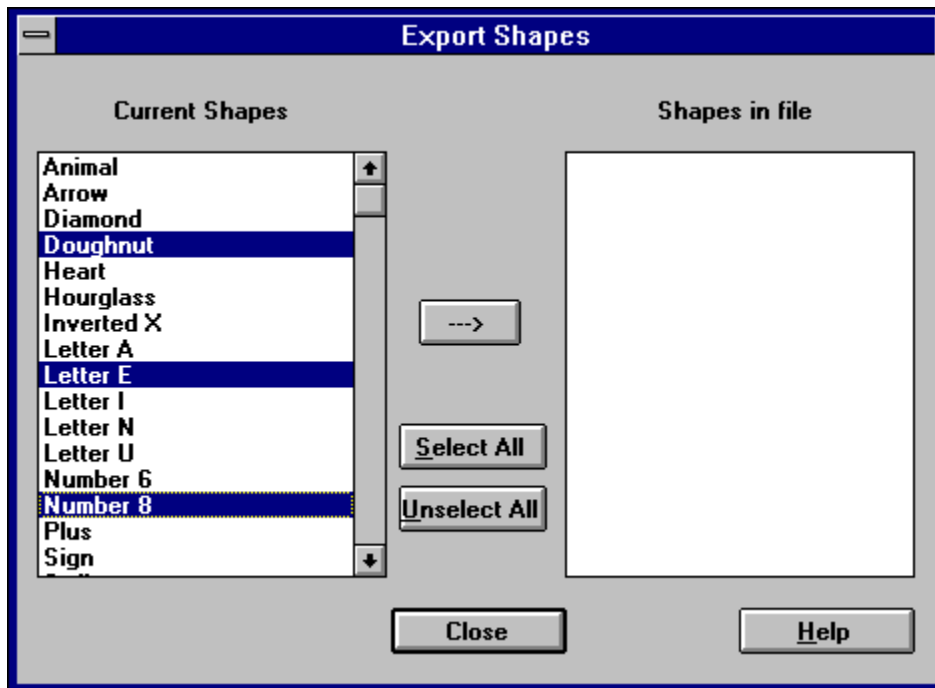 Export Shapes
Current Shapes
Shapes in file
Animal
Arrow
Diamond
Doughnut
Heart
Hourglass
Inverted X
Letter A
Letter E
Letter I
Letter N
Letter U
Number 6
Number 8
Plus
Sign
--->
Select All
Unselect All
Close
Help